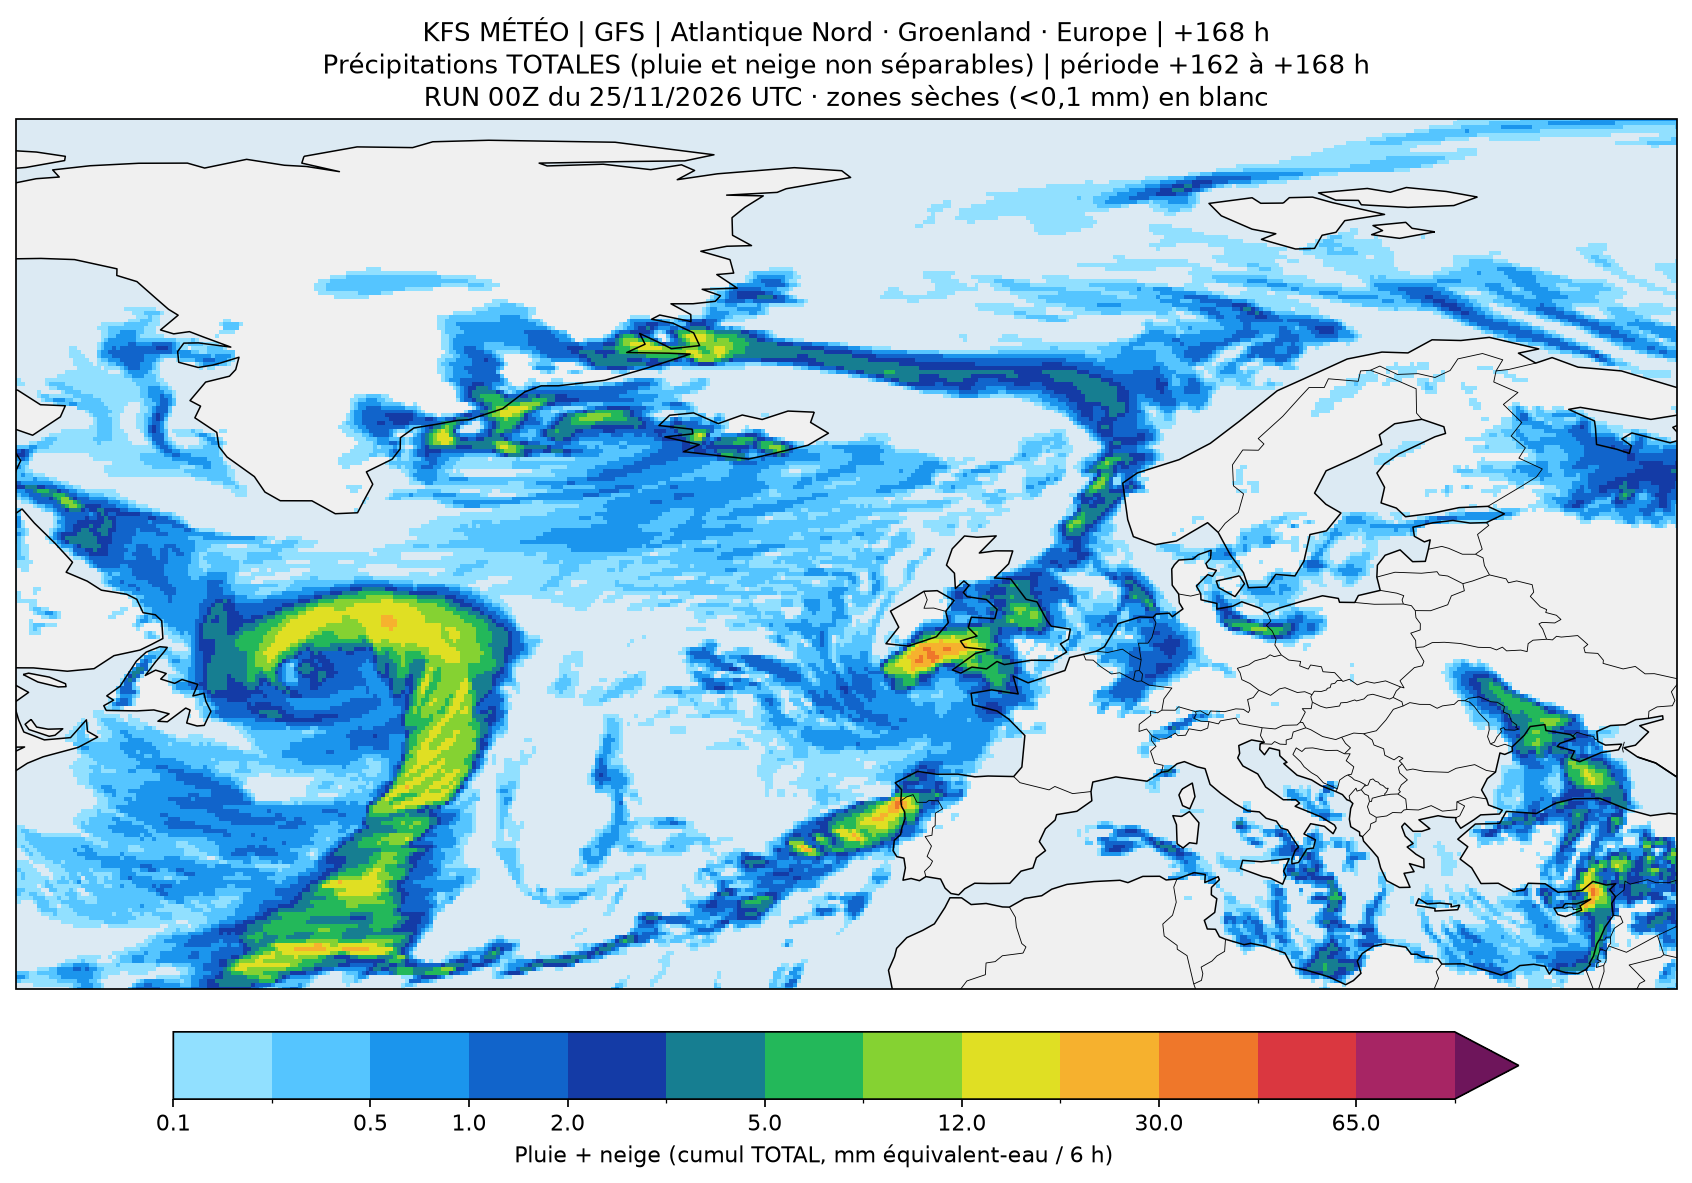 KFS MÉTÉO | GFS | Atlantique Nord · Groenland · Europe | +168 h
Précipitations TOTALES (pluie et neige non séparables) | période +162 à +168 h
RUN 00Z du 25/11/2026 UTC · zones sèches (<0,1 mm) en blanc
0.1 0.5 1.0 2.0 5.0 12.0 30.0 65.0
Pluie + neige (cumul TOTAL, mm équivalent-eau / 6 h)